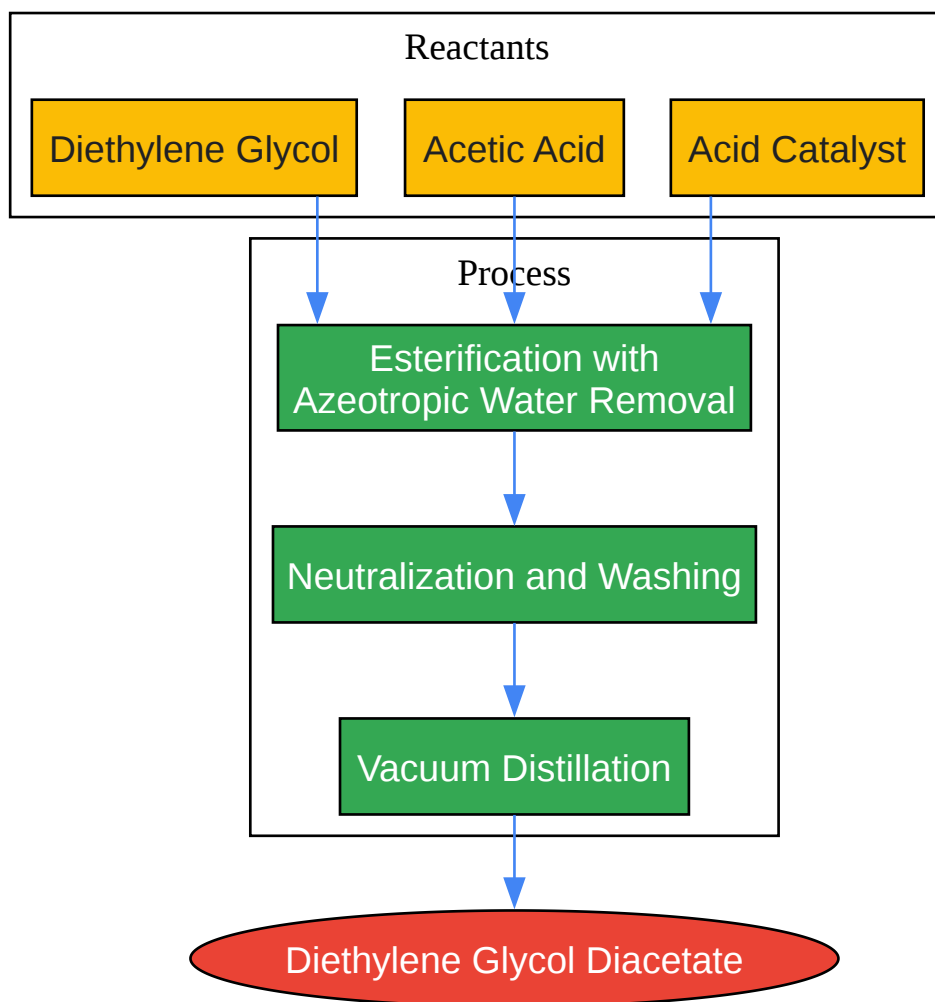 Reactants
Diethylene Glycol
Acetic Acid
Acid Catalyst
Process
Esterification with
Azeotropic Water Removal
Neutralization and Washing
Vacuum Distillation
Diethylene Glycol Diacetate